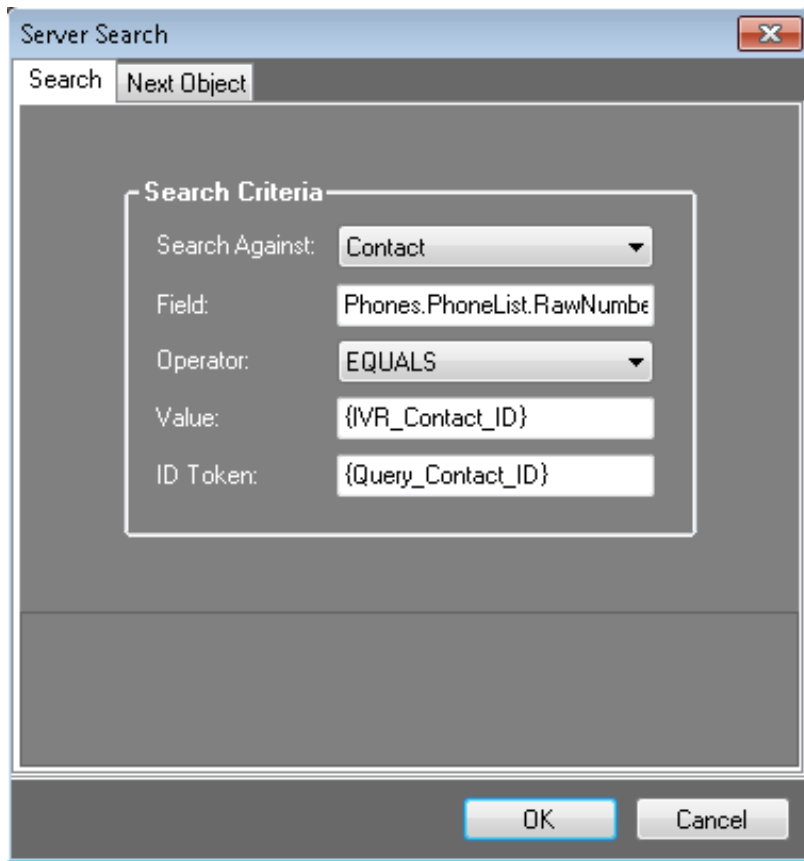 Server Search
Search Next Object
Search Criteria
Search Against: Contact
Field: Phones.PhoneList.RawNumbe
Operator: EQUALS
Value: {IVR_Contact_ID}
ID Token: {Query_Contact_ID}
OK Cancel